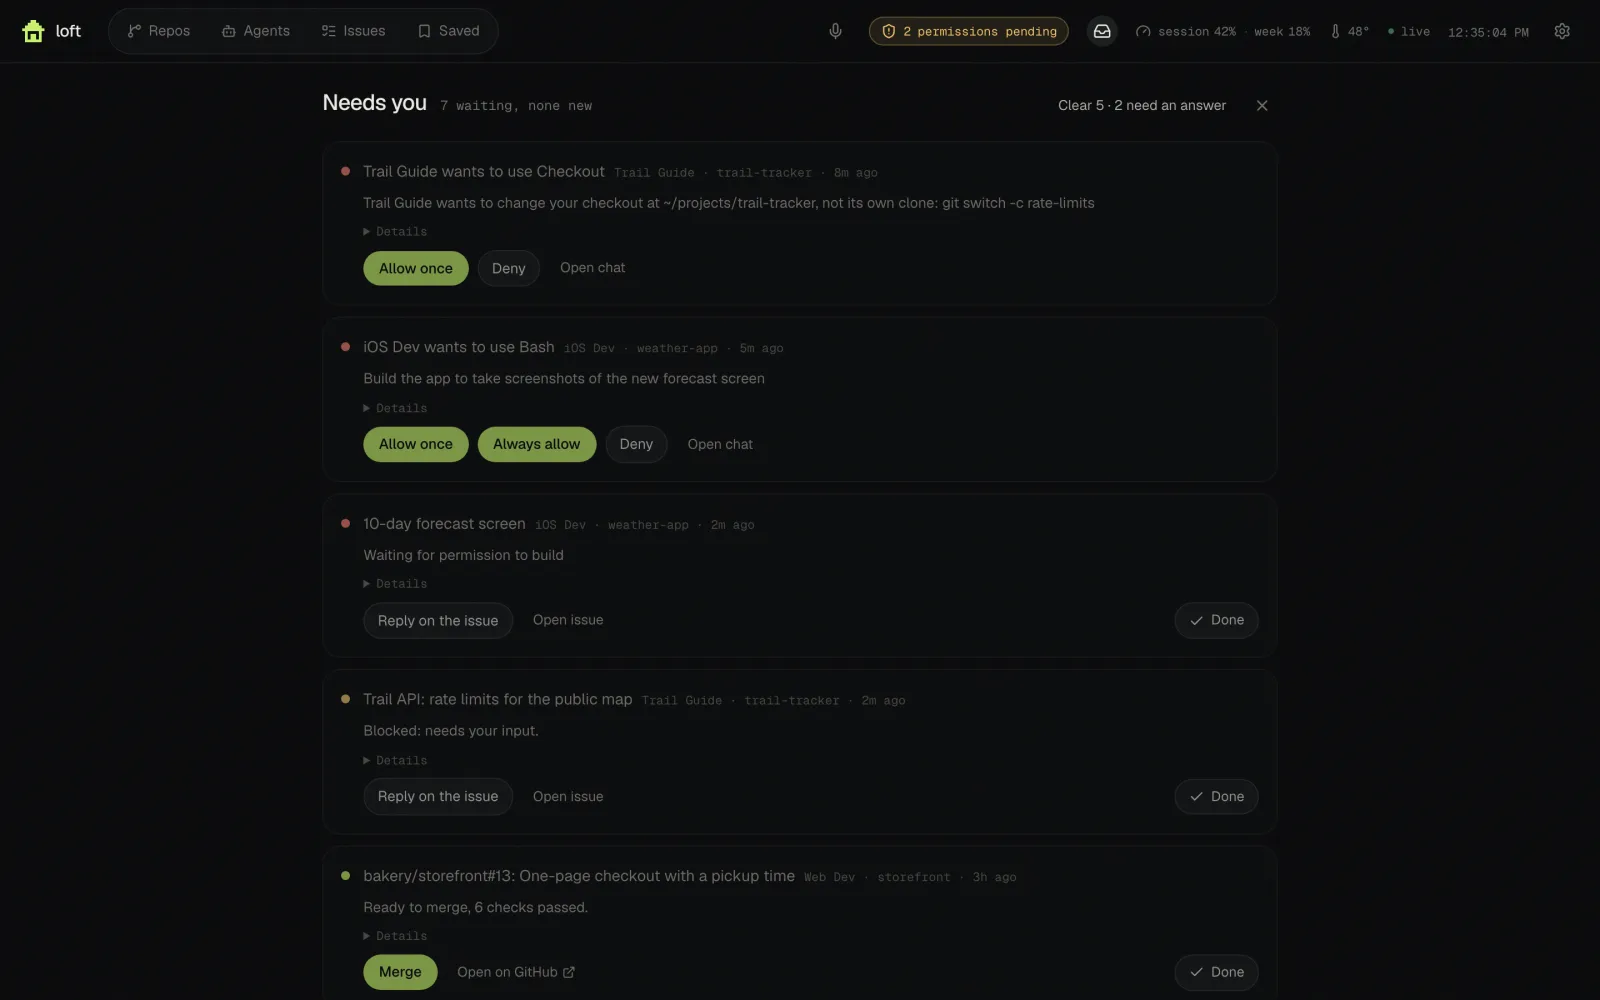 loft
Repos
Agents
Issues
Saved
2 permissions pending
session 42% · week 18%
48°
live
12:35:04 PM
Needs you
7 waiting, none new
Clear 5 · 2 need an answer
Trail Guide wants to use Checkout Trail Guide · trail-tracker · 8m ago
Trail Guide wants to change your checkout at ~/projects/trail-tracker, not its own clone: git switch -c rate-limits
Details
Allow once
Deny
Open chat
iOS Dev wants to use Bash iOS Dev · weather-app · 5m ago
Build the app to take screenshots of the new forecast screen
Details
Allow once
Always allow
Deny
Open chat
10-day forecast screen iOS Dev · weather-app · 2m ago
Waiting for permission to build
Details
Reply on the issue
Open issue
Done
Trail API: rate limits for the public map Trail Guide · trail-tracker · 2m ago
Blocked: needs your input.
Details
Reply on the issue
Open issue
Done
bakery/storefront#13: One-page checkout with a pickup time Web Dev · storefront · 3h ago
Ready to merge, 6 checks passed.
Details
Merge
Open on GitHub
Done